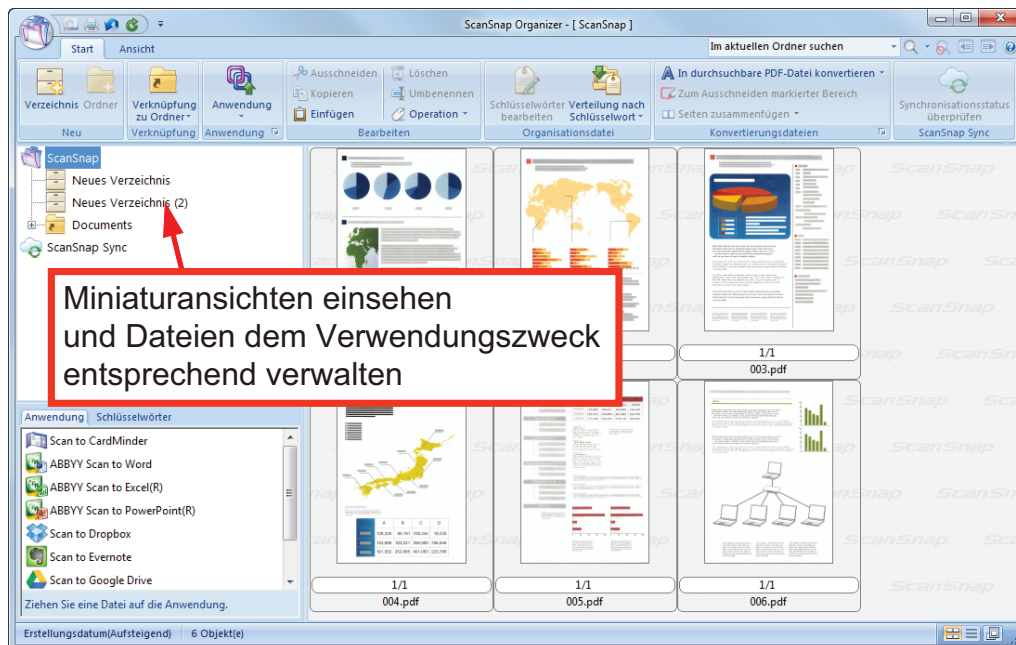 ScanSnap Organizer - [ ScanSnap ]
Start Ansicht
Im aktuellen Ordner suchen
Verzeichnis Ordner
Neu
Verknüpfung
zu Ordner
Verknüpfung
Anwendung
Anwendung
Ausschneiden
Kopieren
Einfügen
Löschen
Umbenennen
Operation
Bearbeiten
Schlüsselwörter
bearbeiten
Verteilung nach
Schlüsselwort
Organisationsdatei
In durchsuchbare PDF-Datei konvertieren
Zum Ausschneiden markierter Bereich
Seiten zusammenfügen
Konvertierungsdateien
Synchronisationsstatus
überprüfen
ScanSnap Sync
ScanSnap
Neues Verzeichnis
Neues Verzeichnis (2)
Documents
ScanSnap Sync
Miniaturansichten einsehen
und Dateien dem Verwendungszweck
entsprechend verwalten
1/1
003.pdf
Anwendung Schlüsselwörter
Scan to CardMinder
ABBYY Scan to Word
ABBYY Scan to Excel(R)
ABBYY Scan to PowerPoint(R)
Scan to Dropbox
Scan to Evernote
Scan to Google Drive
Ziehen Sie eine Datei auf die Anwendung.
A B C D
1/1
004.pdf
1/1
005.pdf
1/1
006.pdf
ScanSnap
Erstellungsdatum(Aufsteigend) 6 Objekt(e)